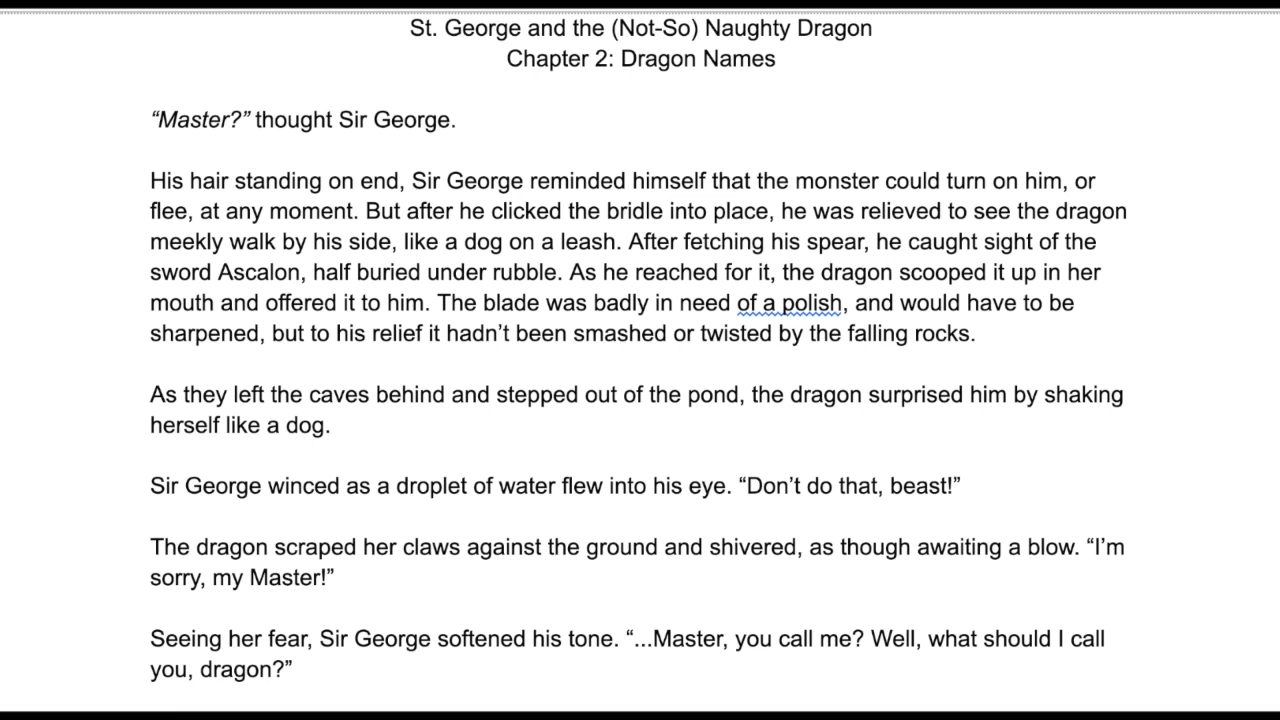 St. George and the (Not-So) Naughty Dragon
Chapter 2: Dragon Names
“Master?” thought Sir George.
His hair standing on end, Sir George reminded himself that the monster could turn on him, or
flee, at any moment. But after he clicked the bridle into place, he was relieved to see the dragon
meekly walk by his side, like a dog on a leash. After fetching his spear, he caught sight of the
sword Ascalon, half buried under rubble. As he reached for it, the dragon scooped it up in her
mouth and offered it to him. The blade was badly in need of a polish, and would have to be
sharpened, but to his relief it hadn’t been smashed or twisted by the falling rocks.
As they left the caves behind and stepped out of the pond, the dragon surprised him by shaking
herself like a dog.
Sir George winced as a droplet of water flew into his eye. “Don’t do that, beast!”
The dragon scraped her claws against the ground and shivered, as though awaiting a blow. “I’m
sorry, my Master!”
Seeing her fear, Sir George softened his tone. “...Master, you call me? Well, what should I call
you, dragon?”